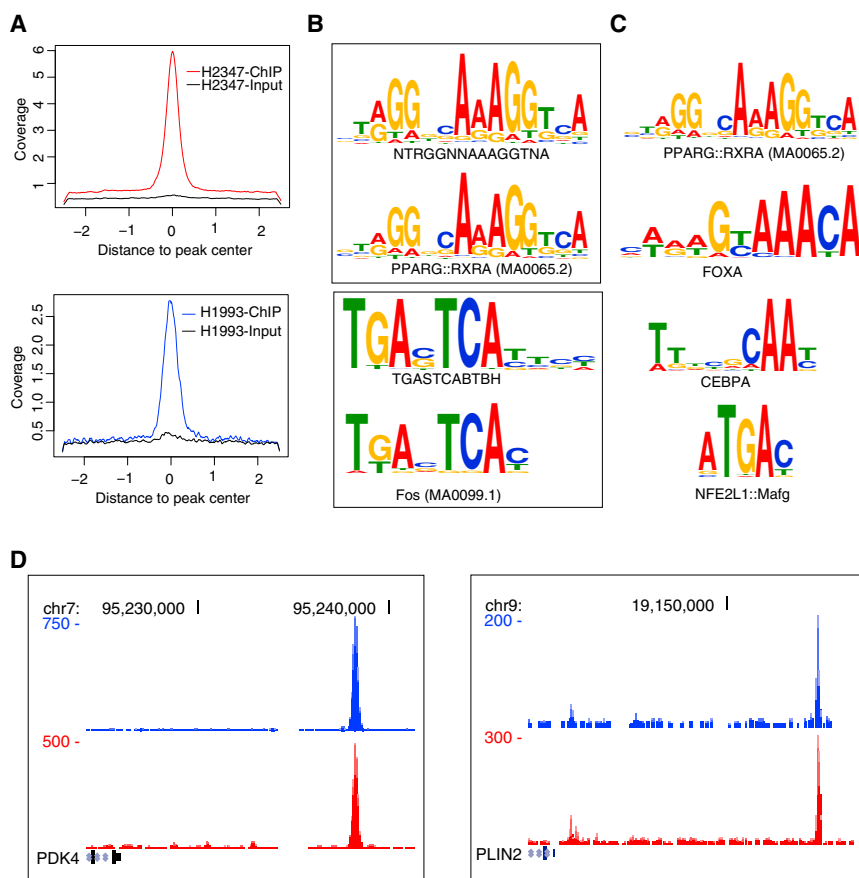 A
B
C
6
5
4
3
2
1
Coverage
H2347-ChIP
H2347-Input
−2
−1
0
1
2
Distance to peak center
2.5
2.0
1.5
1.0
0.5
Coverage
H1993-ChIP
H1993-Input
−2
−1
0
1
2
Distance to peak center
NTRGGNNAAAGGTNA
PPARG::RXRA (MA0065.2)
TGASTCABTBH
Fos (MA0099.1)
PPARG::RXRA (MA0065.2)
FOXA
CEBPA
NFE2L1::Mafg
D
chr7:
95,230,000
95,240,000
750 -
500 -
PDK4
chr9:
19,150,000
200 -
300 -
PLIN2